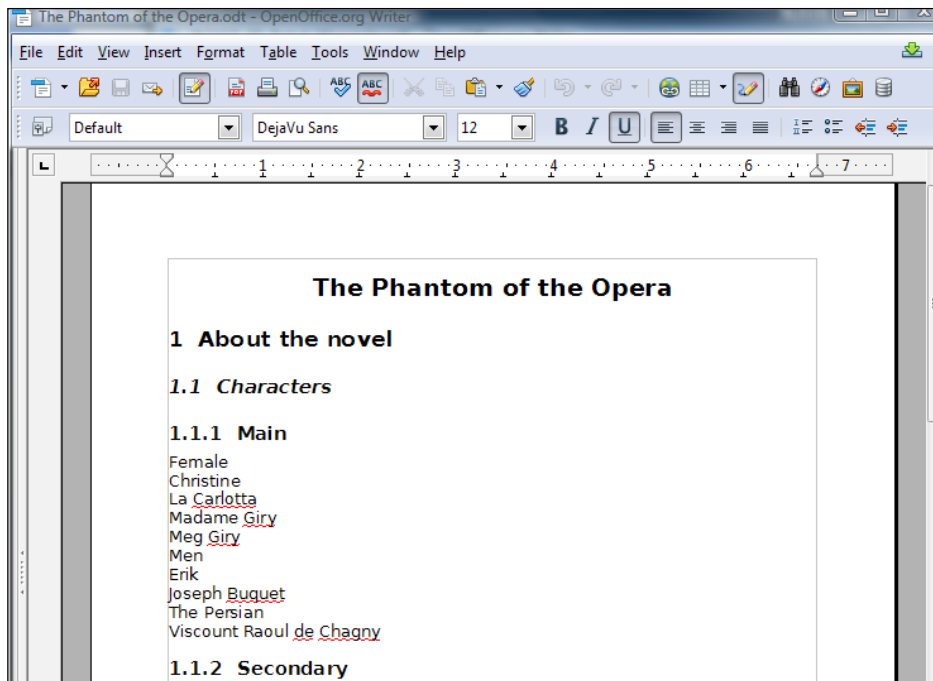 The Phantom of the Opera.odt - OpenOffice.org Writer
File Edit View Insert Format Table Tools Window Help
PDF ABC ABC
Default DejaVu Sans 12 B I U
L 1 2 3 4 5 6 7
The Phantom of the Opera
1 About the novel
1.1 Characters
1.1.1 Main
Female
Christine
La Carlotta
Madame Giry
Meg Giry
Men
Erik
Joseph Buquet
The Persian
Viscount Raoul de Chagny
1.1.2 Secondary